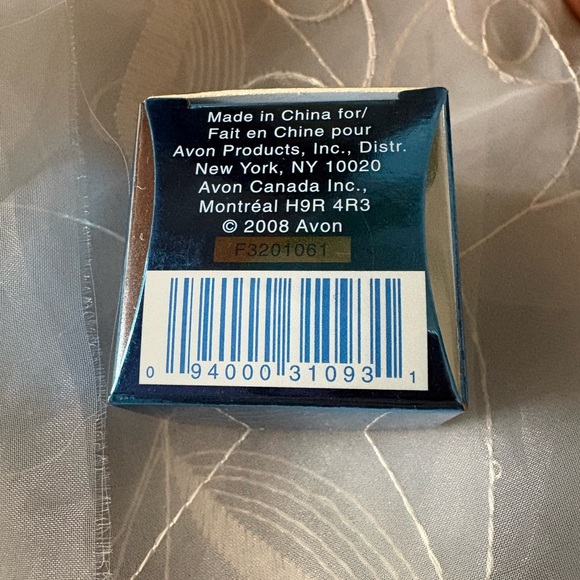 Made in China for/
Fait en Chine pour
Avon Products, Inc., Distr.
New York, NY 10020
Avon Canada Inc.,
Montréal H9R 4R3
© 2008 Avon
F3201061
0 94000 31093 1